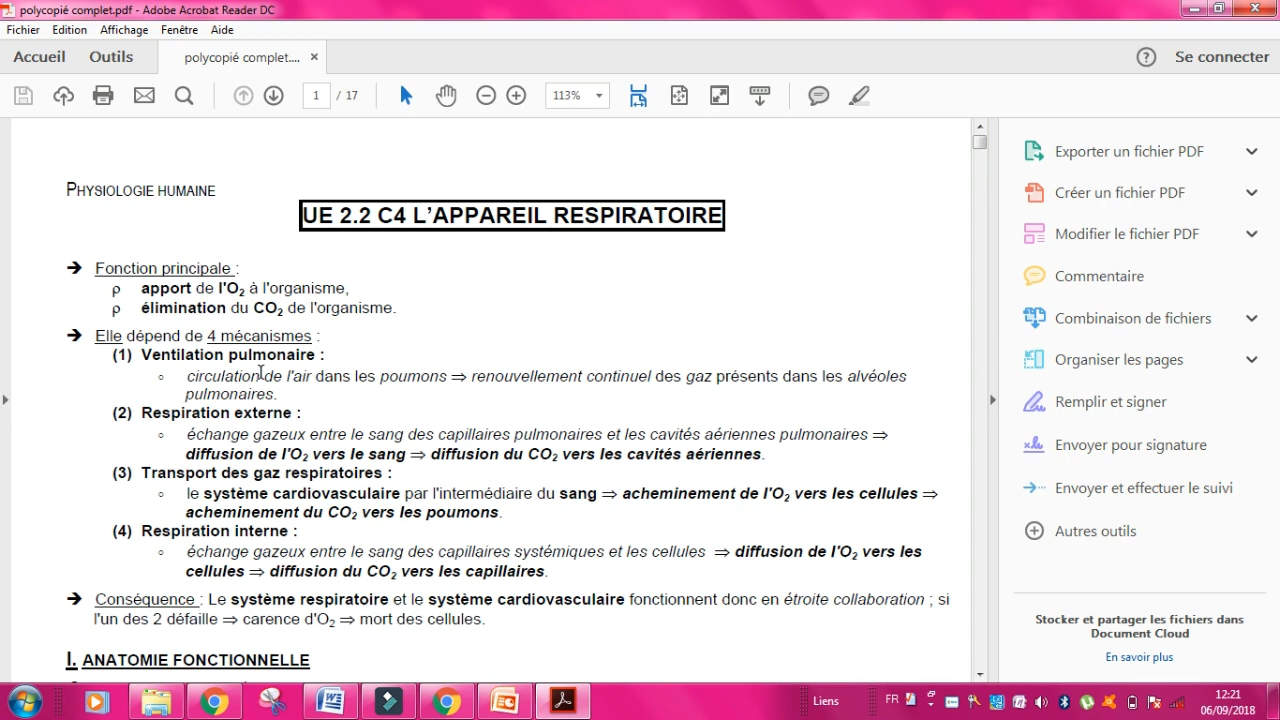 polycopié complet.pdf - Adobe Acrobat Reader DC
Fichier Edition Affichage Fenêtre Aide
Accueil Outils polycopié complet.... × ? Se connecter
1 / 17 113%
PHYSIOLOGIE HUMAINE
UE 2.2 C4 L'APPAREIL RESPIRATOIRE
➔ Fonction principale :
ρ apport de l'O₂ à l'organisme,
ρ élimination du CO₂ de l'organisme.
➔ Elle dépend de 4 mécanismes :
(1) Ventilation pulmonaire :
◦ circulation de l'air dans les poumons ⇒ renouvellement continuel des gaz présents dans les alvéoles
pulmonaires.
(2) Respiration externe :
◦ échange gazeux entre le sang des capillaires pulmonaires et les cavités aériennes pulmonaires ⇒
diffusion de l'O₂ vers le sang ⇒ diffusion du CO₂ vers les cavités aériennes.
(3) Transport des gaz respiratoires :
◦ le système cardiovasculaire par l'intermédiaire du sang ⇒ acheminement de l'O₂ vers les cellules ⇒
acheminement du CO₂ vers les poumons.
(4) Respiration interne :
◦ échange gazeux entre le sang des capillaires systémiques et les cellules ⇒ diffusion de l'O₂ vers les
cellules ⇒ diffusion du CO₂ vers les capillaires.
➔ Conséquence : Le système respiratoire et le système cardiovasculaire fonctionnent donc en étroite collaboration ; si
l'un des 2 défaille ⇒ carence d'O₂ ⇒ mort des cellules.
I. ANATOMIE FONCTIONNELLE
Exporter un fichier PDF
Créer un fichier PDF
Modifier le fichier PDF
Commentaire
Combinaison de fichiers
Organiser les pages
Remplir et signer
Envoyer pour signature
Envoyer et effectuer le suivi
Autres outils
Stocker et partager les fichiers dans
Document Cloud
En savoir plus
Liens FR 12:21
06/09/2018